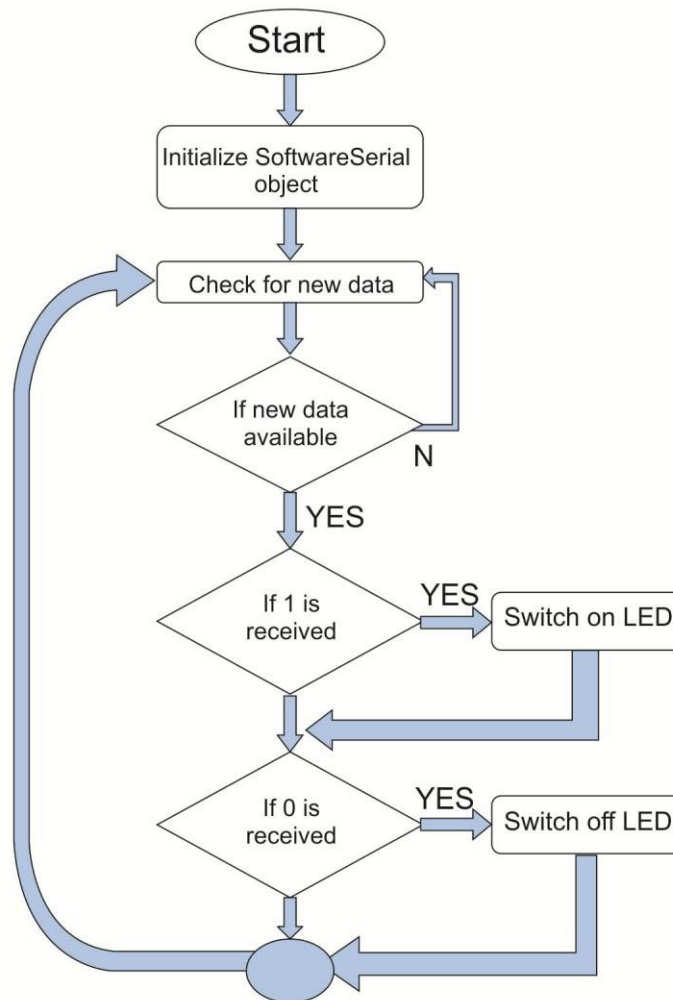 Start
Initialize SoftwareSerial
object
Check for new data
If new data
available
N
YES
If 1 is
received
YES
Switch on LED
If 0 is
received
YES
Switch off LED